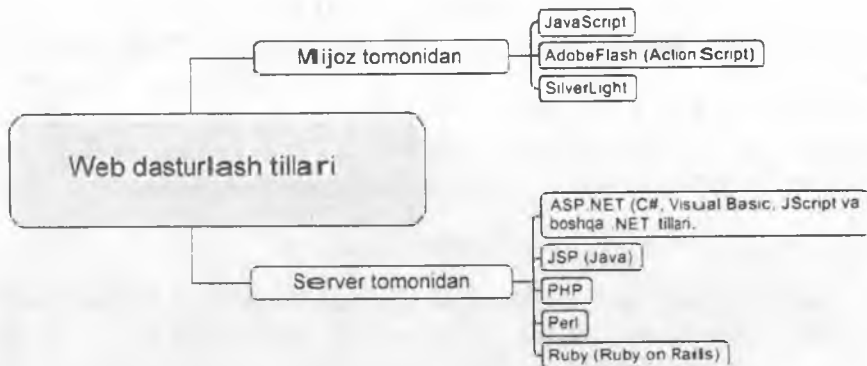 Mijoz tomonidan
JavaScript
AdobeFlash (Action Script)
SilverLight
Web dasturlash tillari
Server tomonidan
ASP.NET (C#, Visual Basic, JScript va
boshqa .NET tillari.
JSP (Java)
PHP
Perl
Ruby (Ruby on Rails)